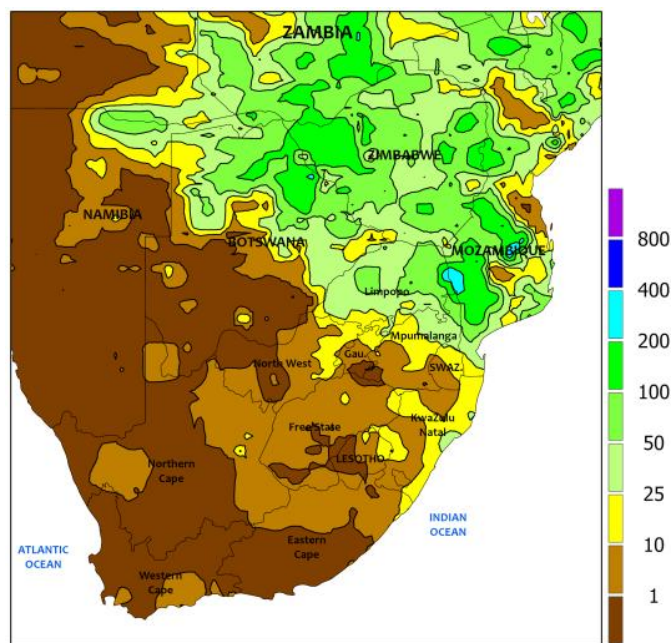 ZAMBIA
ZIMBABWE
NAMIBIA
BOTSWANA
MOZAMBIQUE
Limpopo
Mpumalanga
Gau.
North West
SWAZ.
KwaZulu
Natal
Free State
LESOTHO
Northern
Cape
INDIAN
OCEAN
Eastern
Cape
ATLANTIC
OCEAN
Western
Cape
800
400
200
100
50
25
10
1